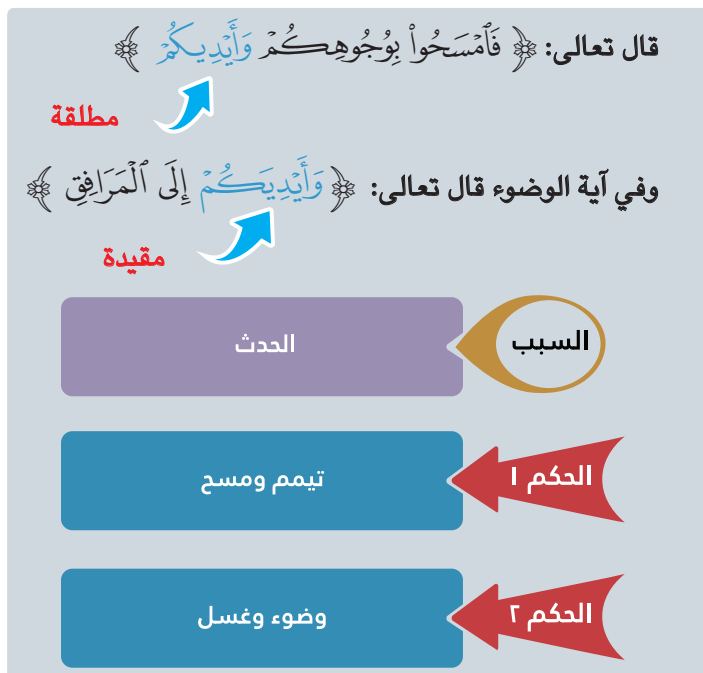 قال تعالى: ﴿ فَٱمۡسَحُواْ بِوُجُوهِكُمۡ وَأَيۡدِيكُمۡ ﴾
مطلقة
وفي آية الوضوء قال تعالى: ﴿ وَأَيۡدِيَكُمۡ إِلَى ٱلۡمَرَافِقِ ﴾
مقيدة
السبب
الحدث
الحكم ١
تيمم ومسح
الحكم ٢
وضوء وغسل